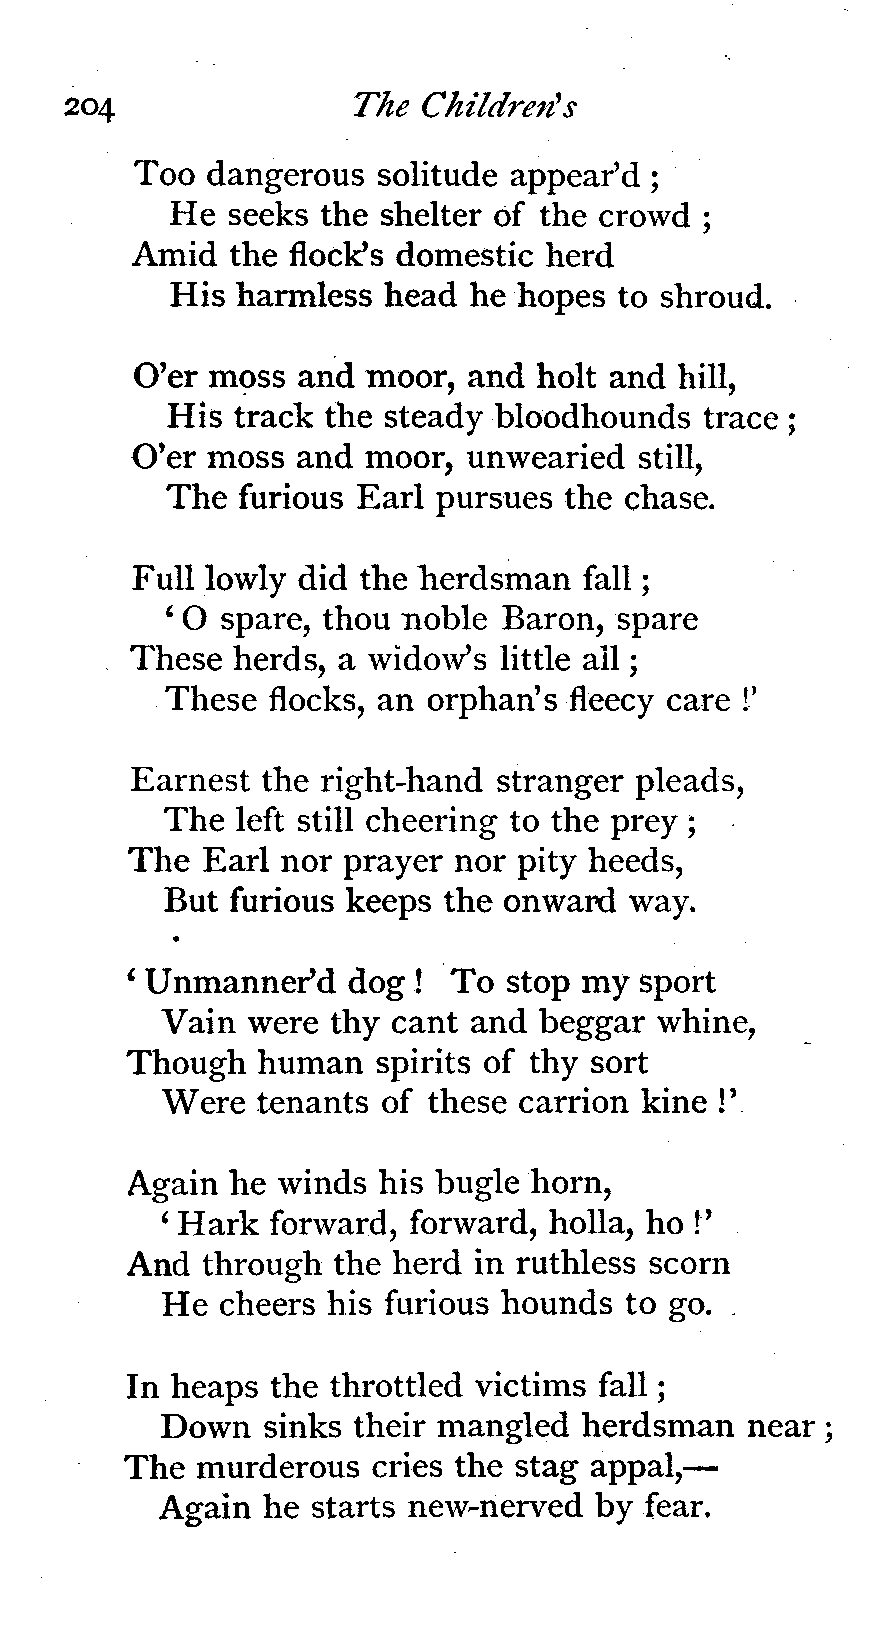 204 The Children's
Too dangerous solitude appear'd ;
He seeks the shelter of the crowd ;
Amid the flock's domestic herd
His harmless head he hopes to shroud.
O'er moss and moor, and holt and hill,
His track the steady bloodhounds trace ;
O'er moss and moor, unwearied still,
The furious Earl pursues the chase.
Full lowly did the herdsman fall ;
‘ O spare, thou noble Baron, spare
These herds, a widow's little all ;
These flocks, an orphan's fleecy care !’
Earnest the right-hand stranger pleads,
The left still cheering to the prey ;
The Earl nor prayer nor pity heeds,
But furious keeps the onward way.
‘ Unmanner'd dog ! To stop my sport
Vain were thy cant and beggar whine,
Though human spirits of thy sort
Were tenants of these carrion kine !’
Again he winds his bugle horn,
‘ Hark forward, forward, holla, ho !’
And through the herd in ruthless scorn
He cheers his furious hounds to go.
In heaps the throttled victims fall ;
Down sinks their mangled herdsman near ;
The murderous cries the stag appal,—
Again he starts new-nerved by fear.